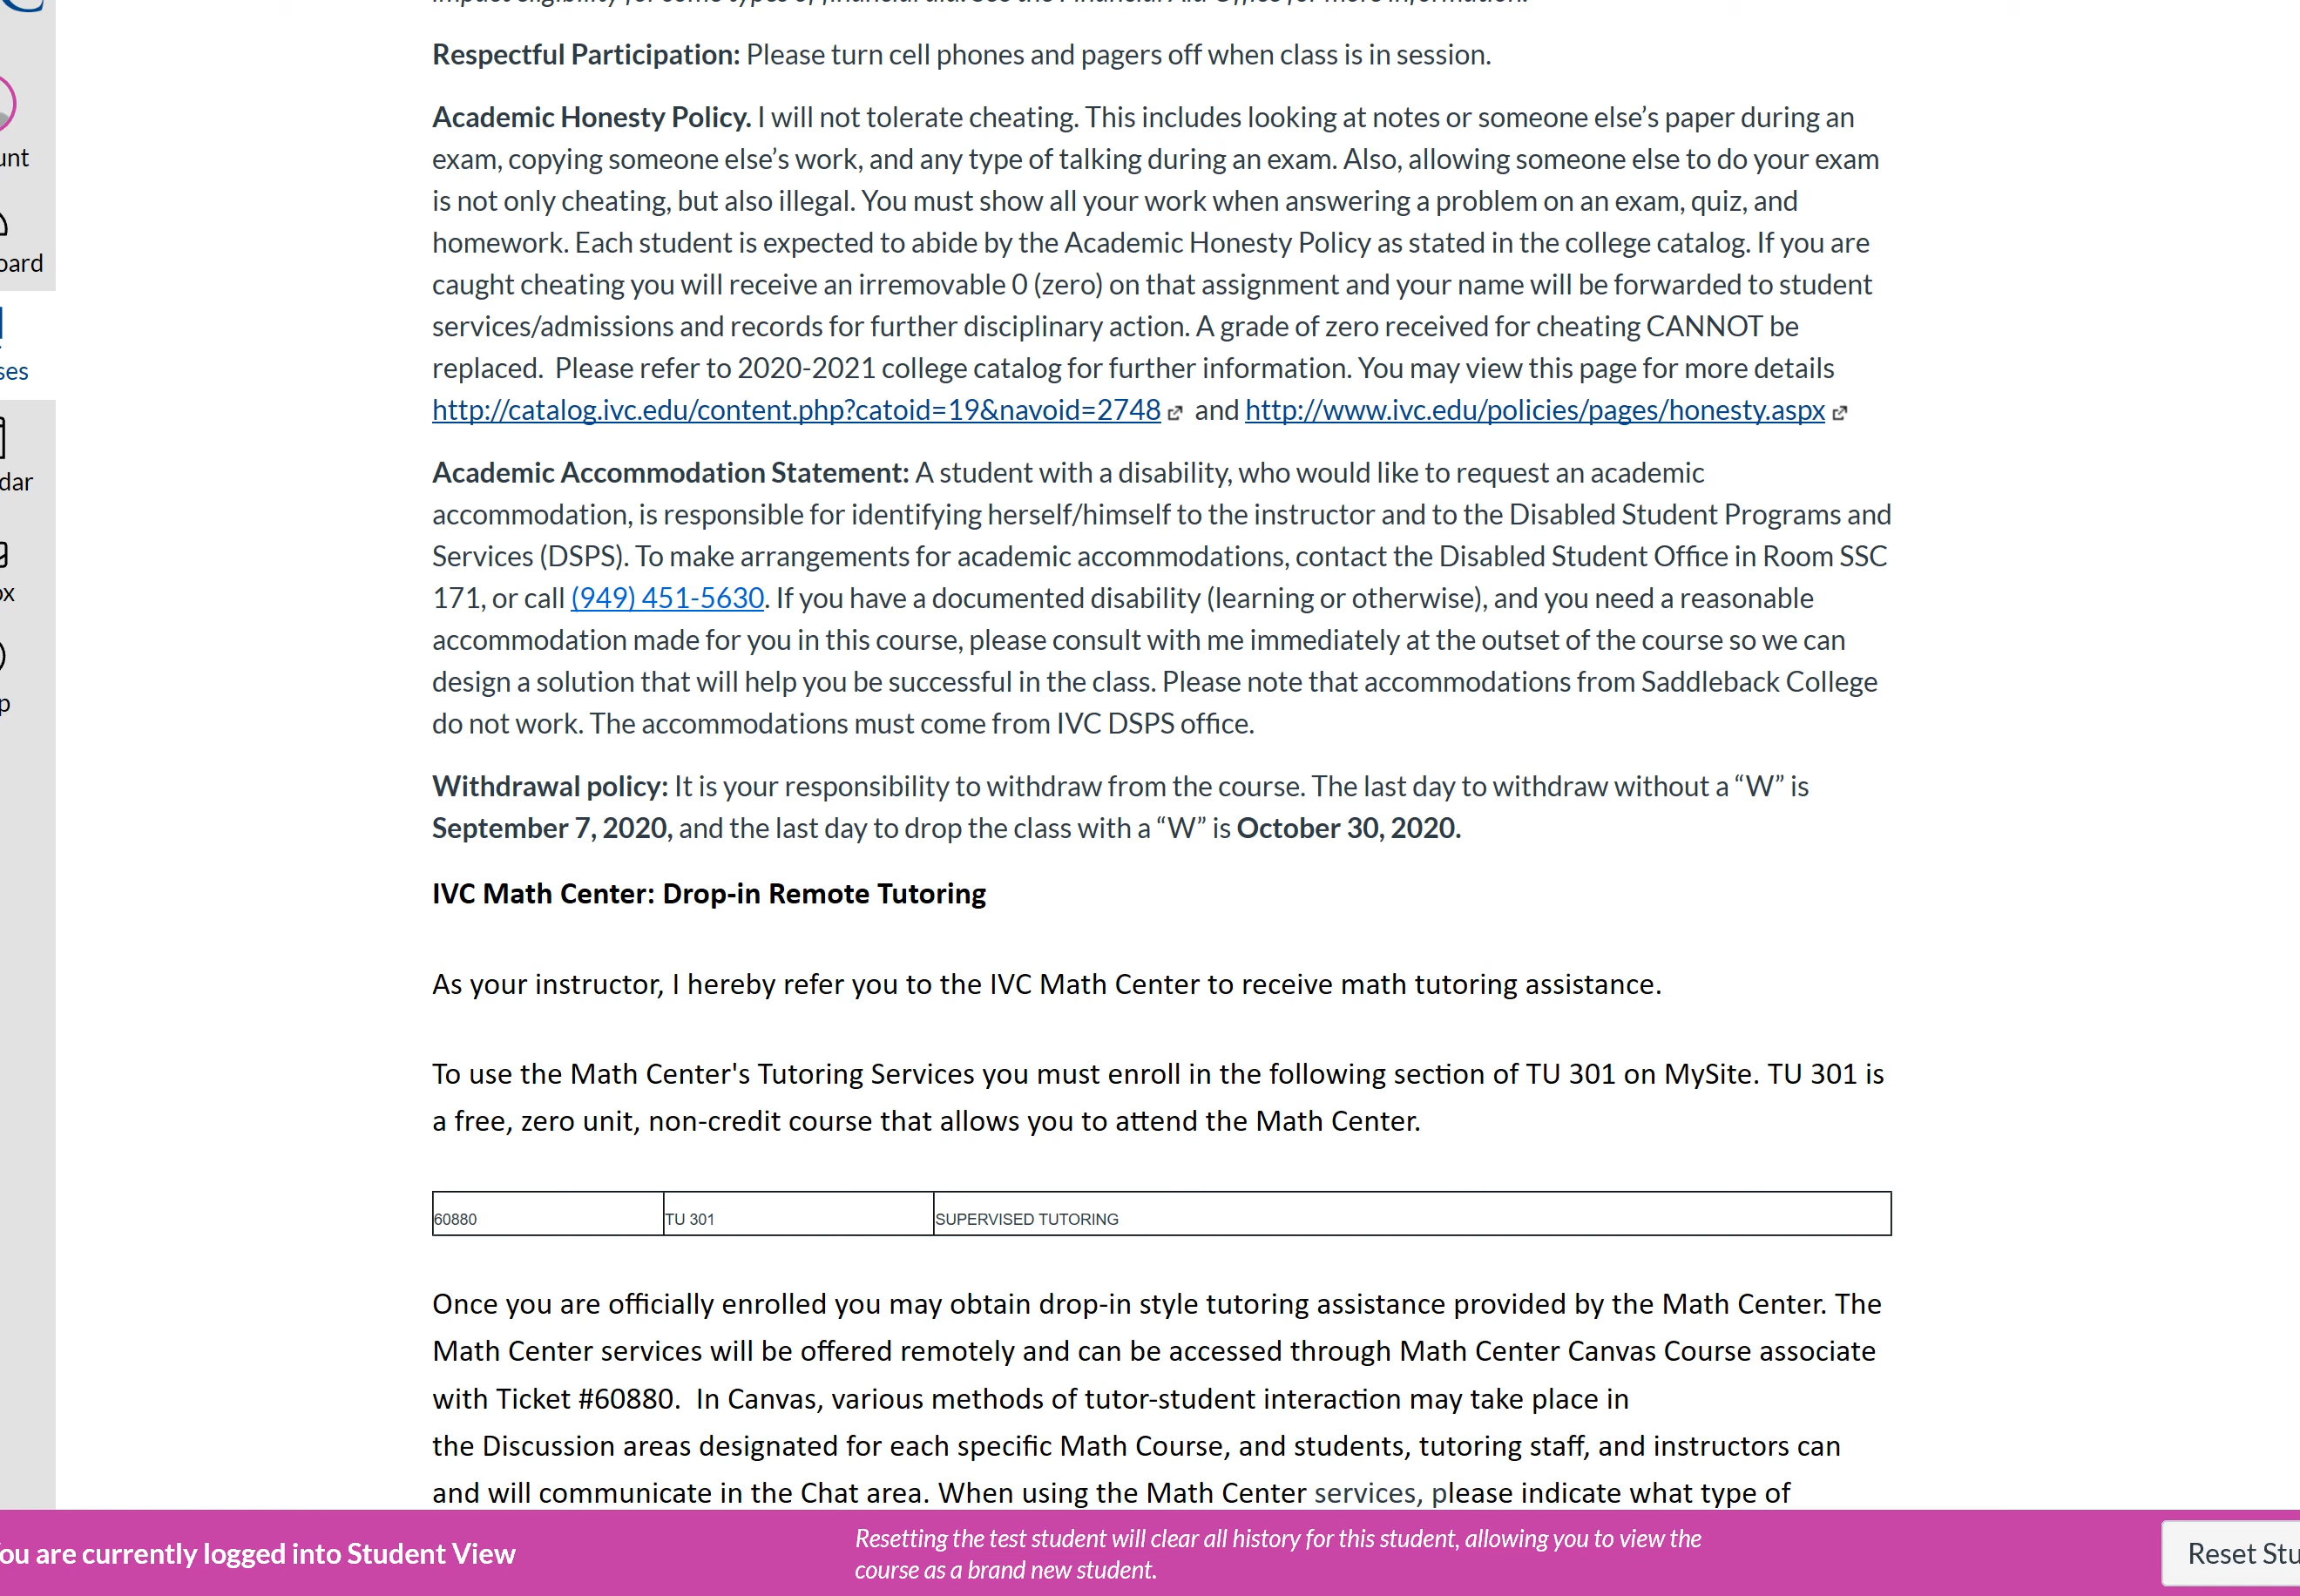 Respectful Participation: Please turn cell phones and pagers off when class is in session.
Academic Honesty Policy. I will not tolerate cheating. This includes looking at notes or someone else’s paper during an
exam, copying someone else’s work, and any type of talking during an exam. Also, allowing someone else to do your exam
is not only cheating, but also illegal. You must show all your work when answering a problem on an exam, quiz, and
homework. Each student is expected to abide by the Academic Honesty Policy as stated in the college catalog. If you are
caught cheating you will receive an irremovable 0 (zero) on that assignment and your name will be forwarded to student
services/admissions and records for further disciplinary action. A grade of zero received for cheating CANNOT be
replaced.  Please refer to 2020-2021 college catalog for further information. You may view this page for more details
http://catalog.ivc.edu/content.php?catoid=19&navoid=2748 and http://www.ivc.edu/policies/pages/honesty.aspx
Academic Accommodation Statement: A student with a disability, who would like to request an academic
accommodation, is responsible for identifying herself/himself to the instructor and to the Disabled Student Programs and
Services (DSPS). To make arrangements for academic accommodations, contact the Disabled Student Office in Room SSC
171, or call (949) 451-5630. If you have a documented disability (learning or otherwise), and you need a reasonable
accommodation made for you in this course, please consult with me immediately at the outset of the course so we can
design a solution that will help you be successful in the class. Please note that accommodations from Saddleback College
do not work. The accommodations must come from IVC DSPS office.
Withdrawal policy: It is your responsibility to withdraw from the course. The last day to withdraw without a “W” is
September 7, 2020, and the last day to drop the class with a “W” is October 30, 2020.
IVC Math Center: Drop-in Remote Tutoring
As your instructor, I hereby refer you to the IVC Math Center to receive math tutoring assistance.
To use the Math Center's Tutoring Services you must enroll in the following section of TU 301 on MySite. TU 301 is
a free, zero unit, non-credit course that allows you to attend the Math Center.
60880 TU 301 SUPERVISED TUTORING
Once you are officially enrolled you may obtain drop-in style tutoring assistance provided by the Math Center. The
Math Center services will be offered remotely and can be accessed through Math Center Canvas Course associate
with Ticket #60880.  In Canvas, various methods of tutor-student interaction may take place in
the Discussion areas designated for each specific Math Course, and students, tutoring staff, and instructors can
and will communicate in the Chat area. When using the Math Center services, please indicate what type of
unt
oard
ses
dar
ox
p
ou are currently logged into Student View
Resetting the test student will clear all history for this student, allowing you to view the
course as a brand new student.
Reset Stu